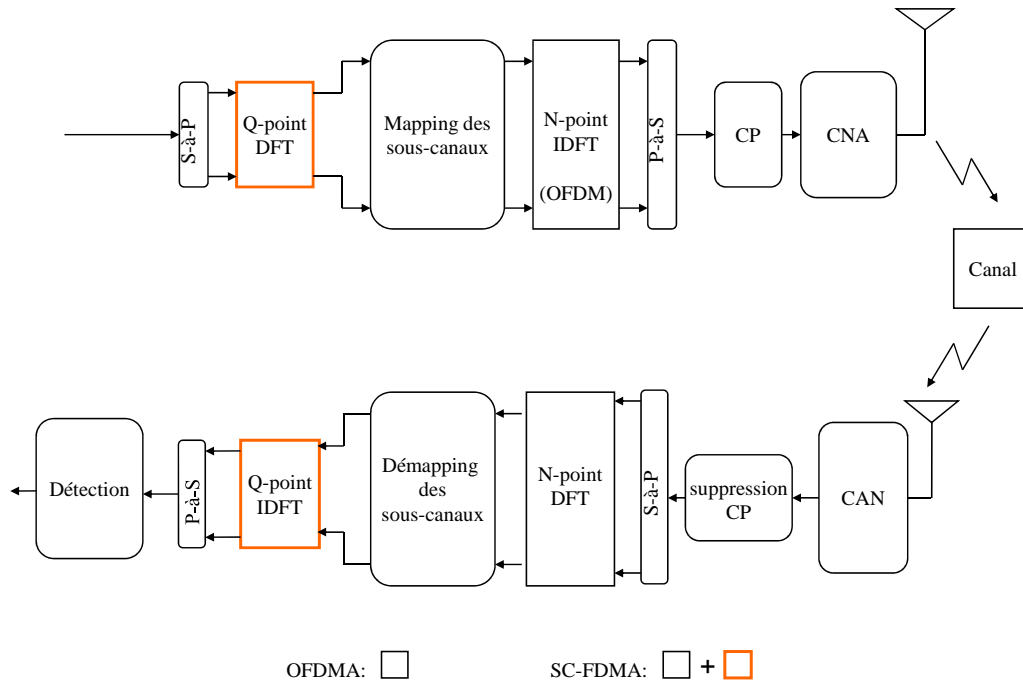 S-à-P
Q-point
DFT
Mapping des
sous-canaux
N-point
IDFT
(OFDM)
P-à-S
CP
CNA
Canal
Détection
P-à-S
Q-point
IDFT
Démapping
des
sous-canaux
N-point
DFT
S-à-P
suppression
CP
CAN
OFDMA:
SC-FDMA: +